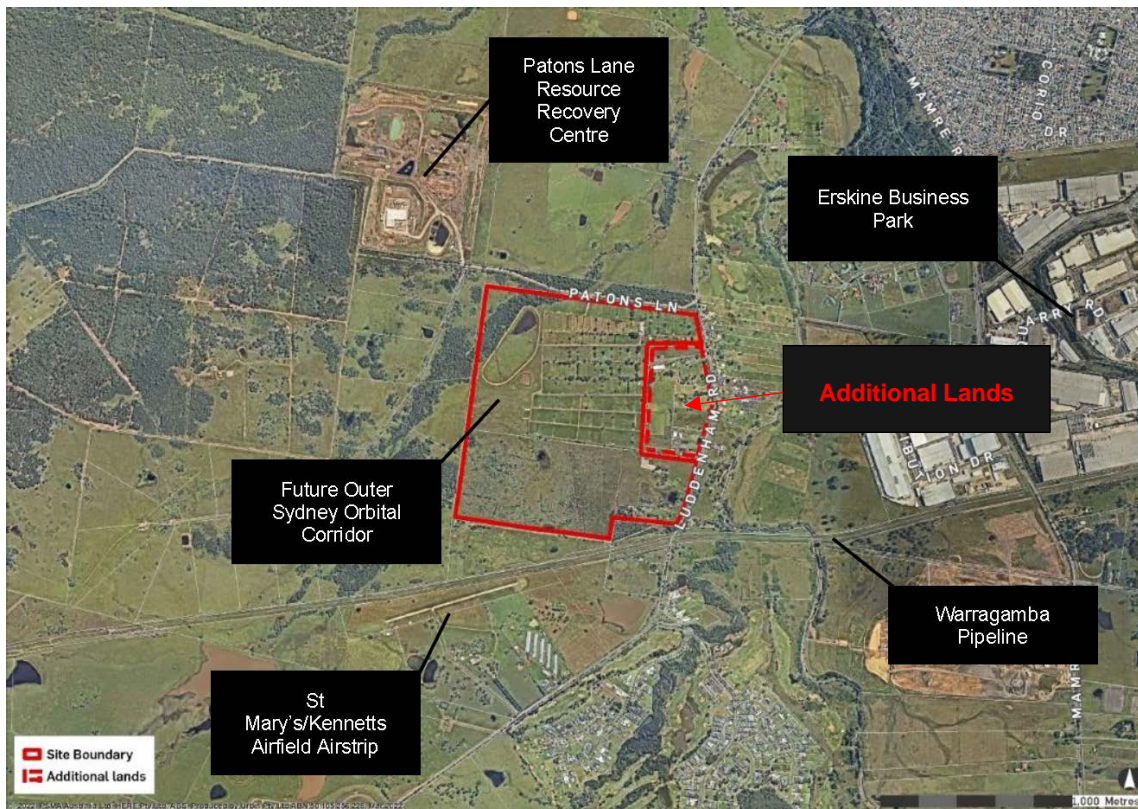 Patons Lane
Resource
Recovery
Centre
CORIO
DR
MAMRE
Erskine Business
Park
PATONS LN
Additional Lands
LUDDENHAM RD
Future Outer
Sydney Orbital
Corridor
Warragamba
Pipeline
St
Mary's/Kennetts
Airfield Airstrip
Site Boundary
Additional lands